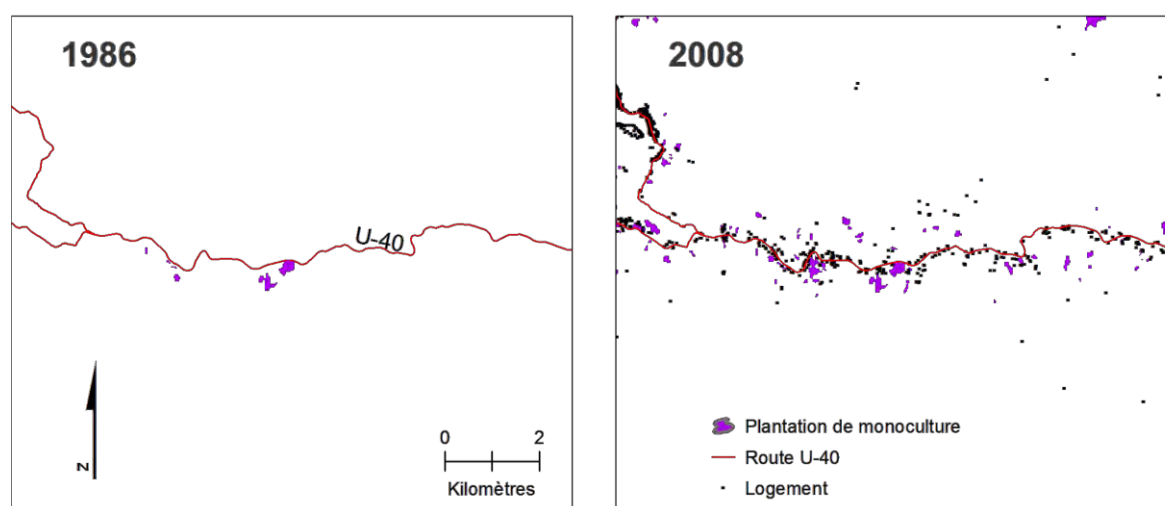 1986
U-40
N
0 2
Kilomètres
2008
Plantation de monoculture
Route U-40
Logement